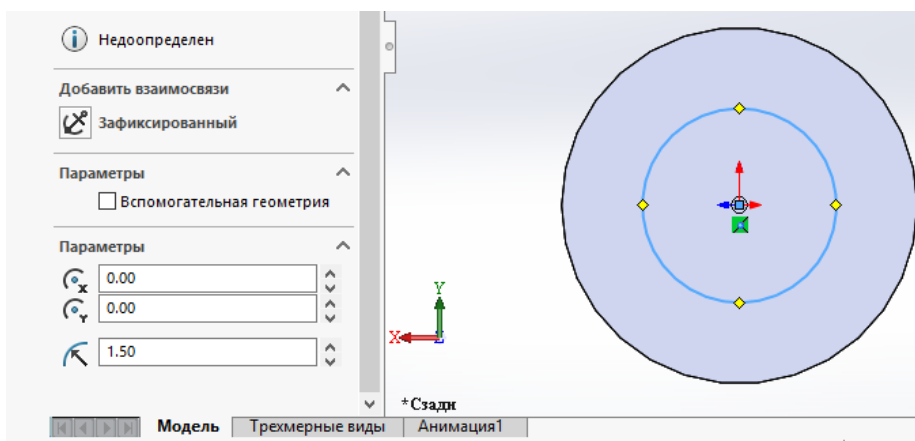 Недоопределен
Добавить взаимосвязи
Зафиксированный
Параметры
Вспомогательная геометрия
Параметры
X 0.00
Y 0.00
1.50
Y
X Z
*Сзади
Модель Трехмерные виды Анимация1